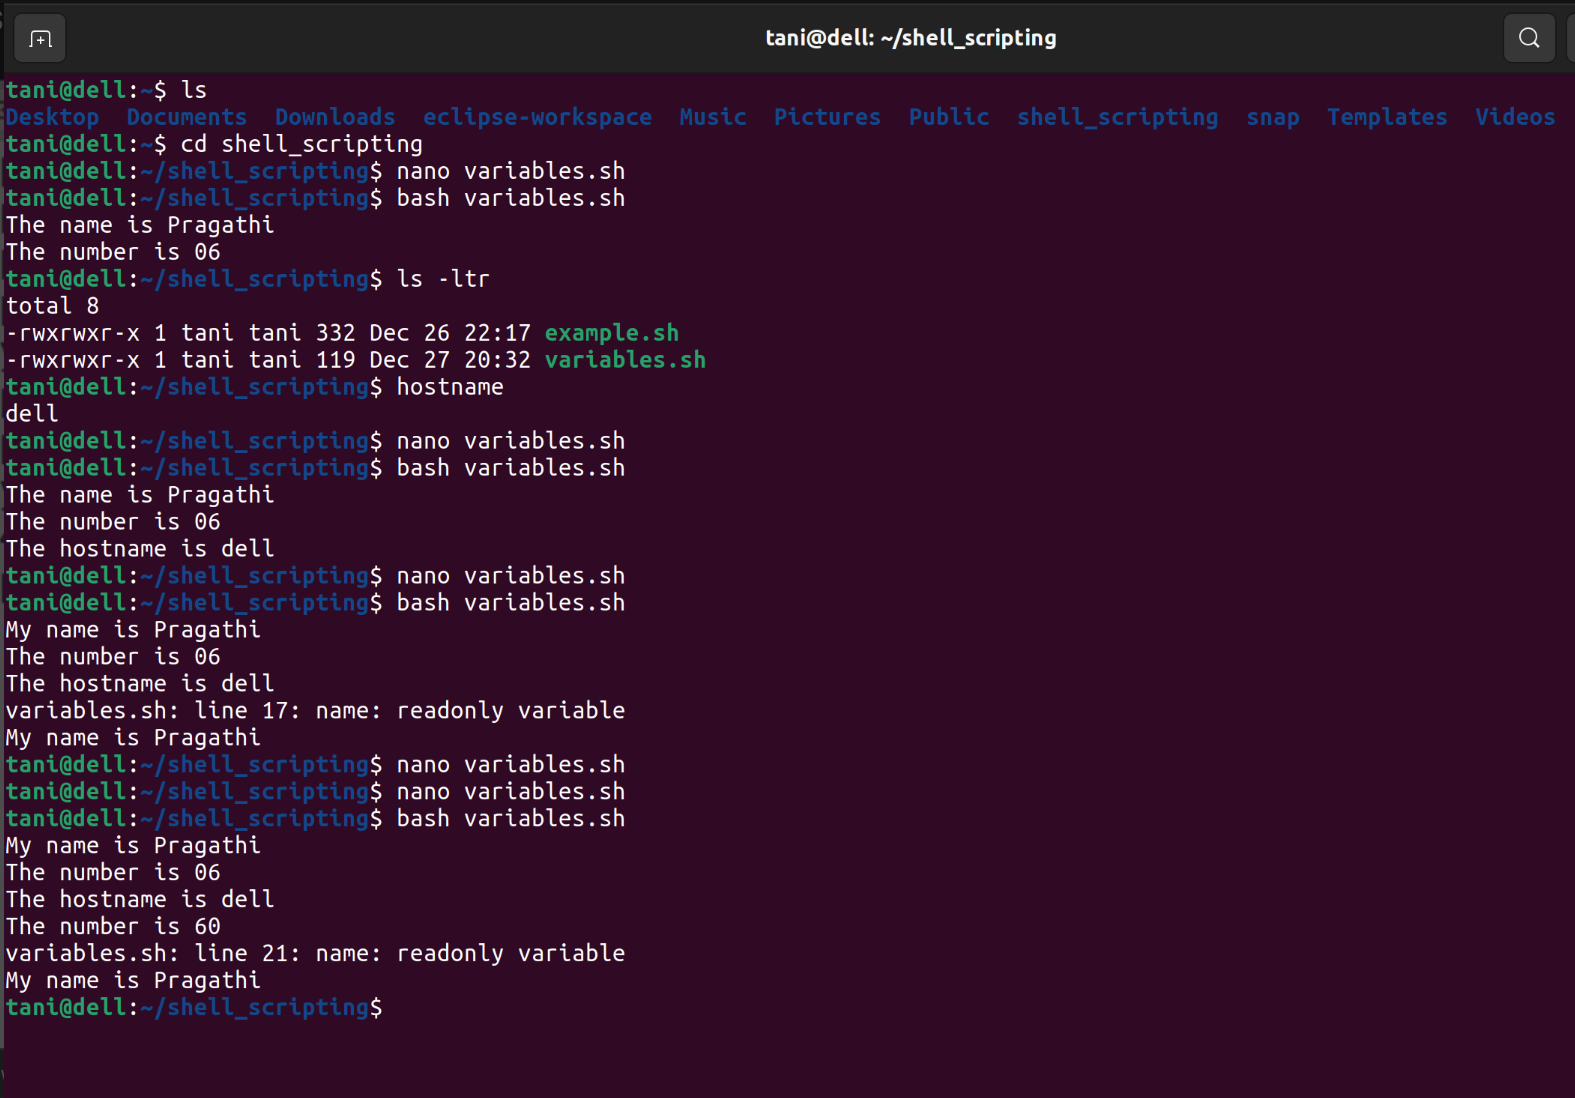 tani@dell: ~/shell_scripting
tani@dell:~$ ls
Desktop  Documents  Downloads  eclipse-workspace  Music  Pictures  Public  shell_scripting  snap  Templates  Videos
tani@dell:~$ cd shell_scripting
tani@dell:~/shell_scripting$ nano variables.sh
tani@dell:~/shell_scripting$ bash variables.sh
The name is Pragathi
The number is 06
tani@dell:~/shell_scripting$ ls -ltr
total 8
-rwxrwxr-x 1 tani tani 332 Dec 26 22:17 example.sh
-rwxrwxr-x 1 tani tani 119 Dec 27 20:32 variables.sh
tani@dell:~/shell_scripting$ hostname
dell
tani@dell:~/shell_scripting$ nano variables.sh
tani@dell:~/shell_scripting$ bash variables.sh
The name is Pragathi
The number is 06
The hostname is dell
tani@dell:~/shell_scripting$ nano variables.sh
tani@dell:~/shell_scripting$ bash variables.sh
My name is Pragathi
The number is 06
The hostname is dell
variables.sh: line 17: name: readonly variable
My name is Pragathi
tani@dell:~/shell_scripting$ nano variables.sh
tani@dell:~/shell_scripting$ nano variables.sh
tani@dell:~/shell_scripting$ bash variables.sh
My name is Pragathi
The number is 06
The hostname is dell
The number is 60
variables.sh: line 21: name: readonly variable
My name is Pragathi
tani@dell:~/shell_scripting$